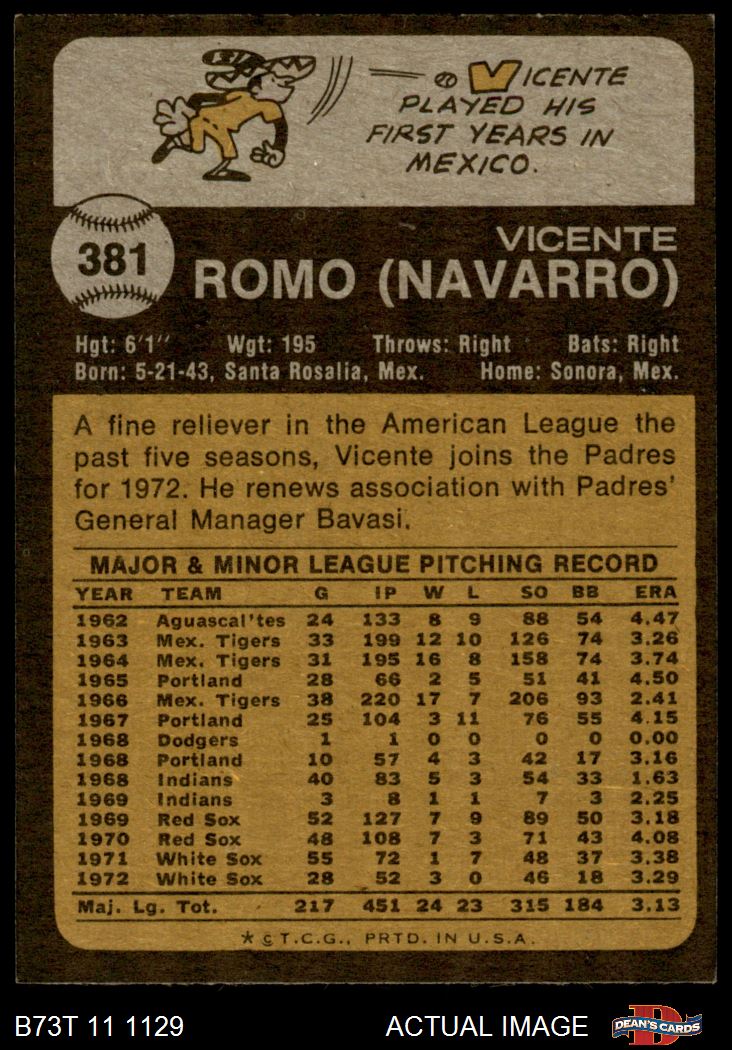 VICENTE
PLAYED HIS
FIRST YEARS IN
MEXICO.
381
VICENTE
ROMO (NAVARRO)
Hgt: 6'1" Wgt: 195 Throws: Right Bats: Right
Born: 5-21-43, Santa Rosalia, Mex. Home: Sonora, Mex.
A fine reliever in the American League the
past five seasons, Vicente joins the Padres
for 1972. He renews association with Padres'
General Manager Bavasi.
MAJOR & MINOR LEAGUE PITCHING RECORD
YEAR TEAM G IP W L SO BB ERA
1962 Aguascal'tes 24 133 8 9 88 54 4.47
1963 Mex. Tigers 33 199 12 10 126 74 3.26
1964 Mex. Tigers 31 195 16 8 158 74 3.74
1965 Portland 28 66 2 5 51 41 4.50
1966 Mex. Tigers 38 220 17 7 206 93 2.41
1967 Portland 25 104 3 11 76 55 4.15
1968 Dodgers 1 1 0 0 0 0 0.00
1968 Portland 10 57 4 3 42 17 3.16
1968 Indians 40 83 5 3 54 33 1.63
1969 Indians 3 8 1 1 7 3 2.25
1969 Red Sox 52 127 7 9 89 50 3.18
1970 Red Sox 48 108 7 3 71 43 4.08
1971 White Sox 55 72 1 7 48 37 3.38
1972 White Sox 28 52 3 0 46 18 3.29
Maj. Lg. Tot. 217 451 24 23 315 184 3.13
* © T.C.G., PRTD. IN U.S.A.
B73T 11 1129 ACTUAL IMAGE DEAN'S CARDS